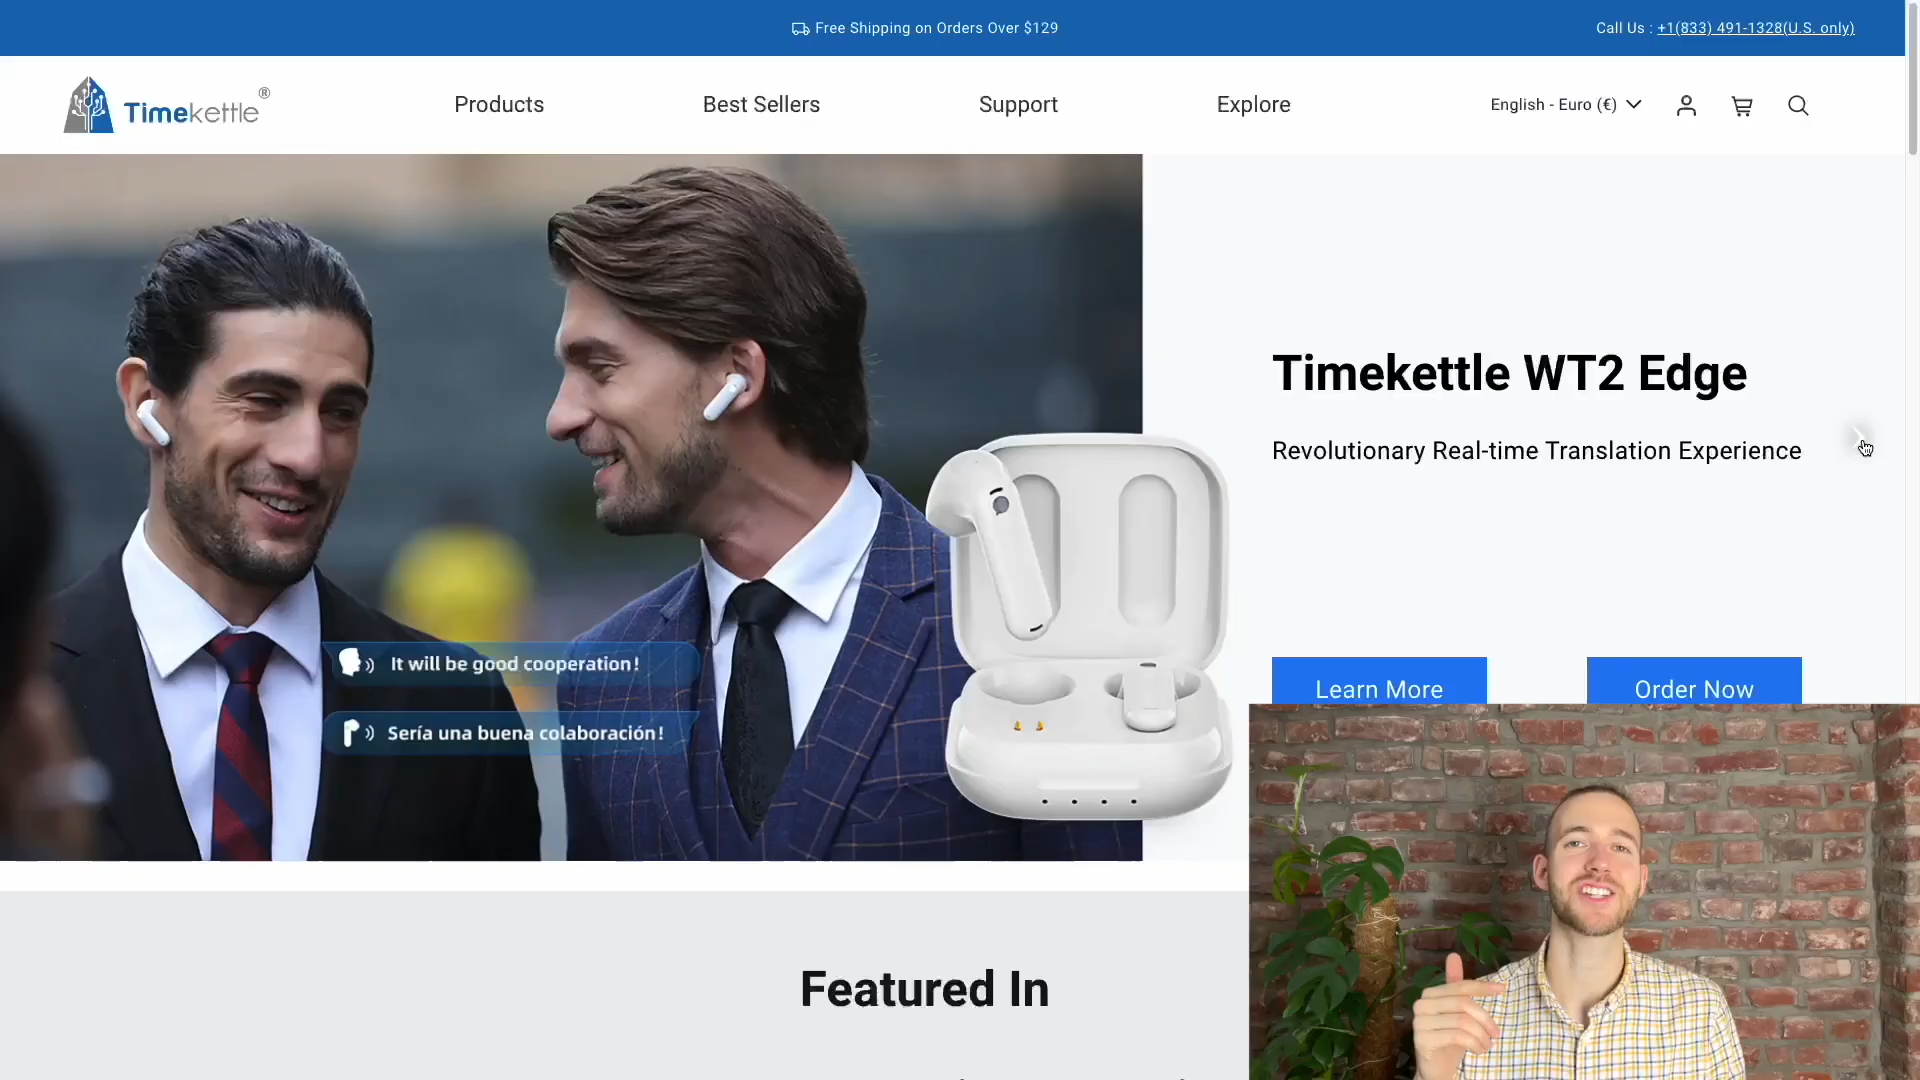 Free Shipping on Orders Over $129
Call Us : +1(833) 491-1328(U.S. only)
Timekettle®
Products
Best Sellers
Support
Explore
English - Euro (€)
Timekettle WT2 Edge
Revolutionary Real-time Translation Experience
It will be good cooperation!
Sería una buena colaboración!
Learn More
Order Now
Featured In